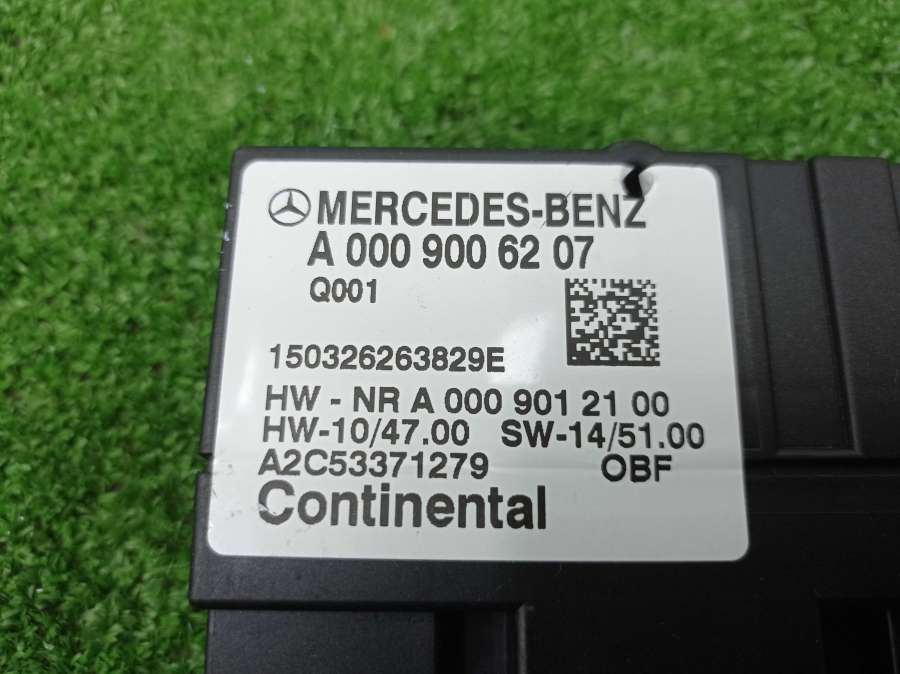 MERCEDES-BENZ
A 000 900 62 07
Q001
150326263829E
HW - NR A 000 901 21 00
HW-10/47.00 SW-14/51.00
A2C53371279 OBF
Continental